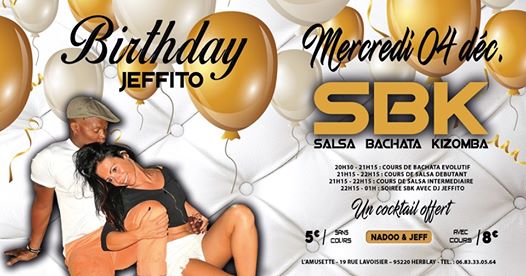 Birthday
JEFFITO
Mercredi 04 déc.
SBK
SALSA BACHATA KIZOMBA
20H30 - 21H15 : COURS DE BACHATA EVOLUTIF
21H15 - 22H15 : COURS DE SALSA DEBUTANT
21H15 - 22H15 : COURS DE SALSA INTERMEDIAIRE
22H15 - 01H : SOIRÉE SBK AVEC DJ JEFFITO
Un cocktail offert
5€ / SANS COURS
NADOO & JEFF
AVEC COURS / 8€
L'AMUSETTE - 19 RUE LAVOISIER - 95220 HERBLAY - TEL. : 06.83.33.05.64